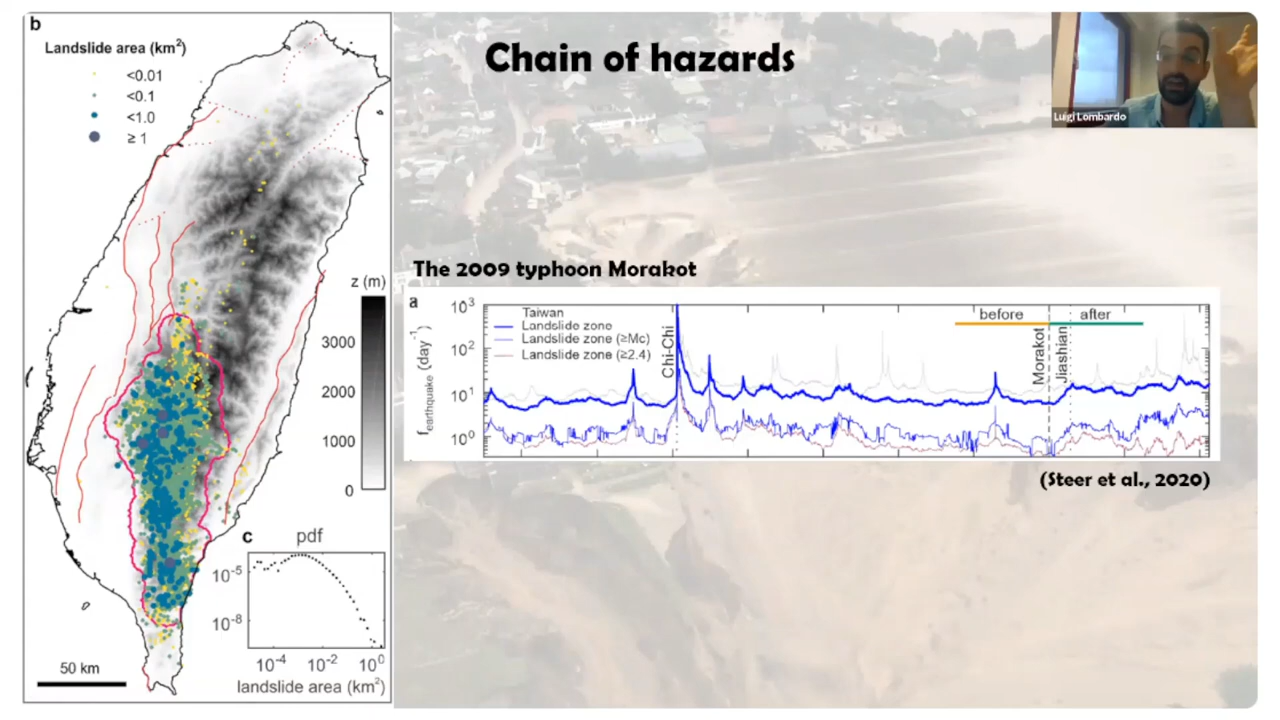 b
Landslide area (km²)
<0.01
<0.1
<1.0
≥ 1
z (m)
3000
2000
1000
0
50 km
c
pdf
10⁻⁵
10⁻⁸
10⁻⁴ 10⁻² 10⁰
landslide area (km²)
Chain of hazards
Luigi Lombardo
The 2009 typhoon Morakot
a
f earthquake (day⁻¹)
10³
10²
10¹
10⁰
Taiwan
Landslide zone
Landslide zone (≥Mc)
Landslide zone (≥2.4)
Chi-Chi
before
after
Morakot
Jiashian
(Steer et al., 2020)